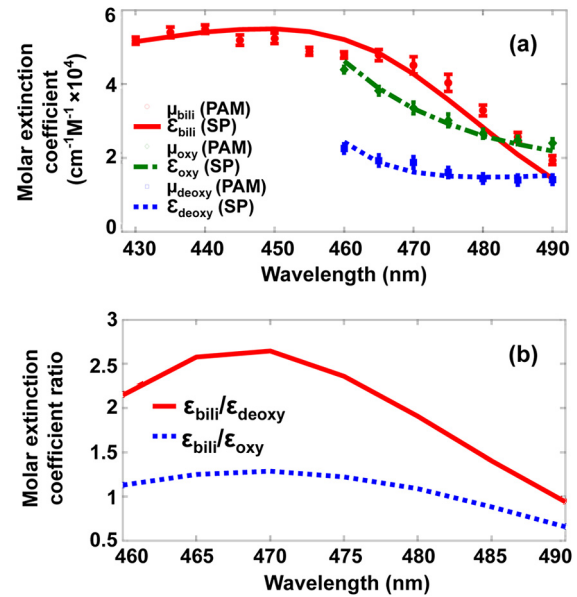 6
4
2
0
Molar extinction
coefficient
(cm⁻¹M⁻¹ ×10⁴)
(a)
μbili (PAM)
εbili (SP)
μoxy (PAM)
εoxy (SP)
μdeoxy (PAM)
εdeoxy (SP)
430 440 450 460 470 480 490
Wavelength (nm)
3
2.5
2
1.5
1
0.5
Molar extinction
coefficient ratio
(b)
εbili/εdeoxy
εbili/εoxy
460 465 470 475 480 485 490
Wavelength (nm)